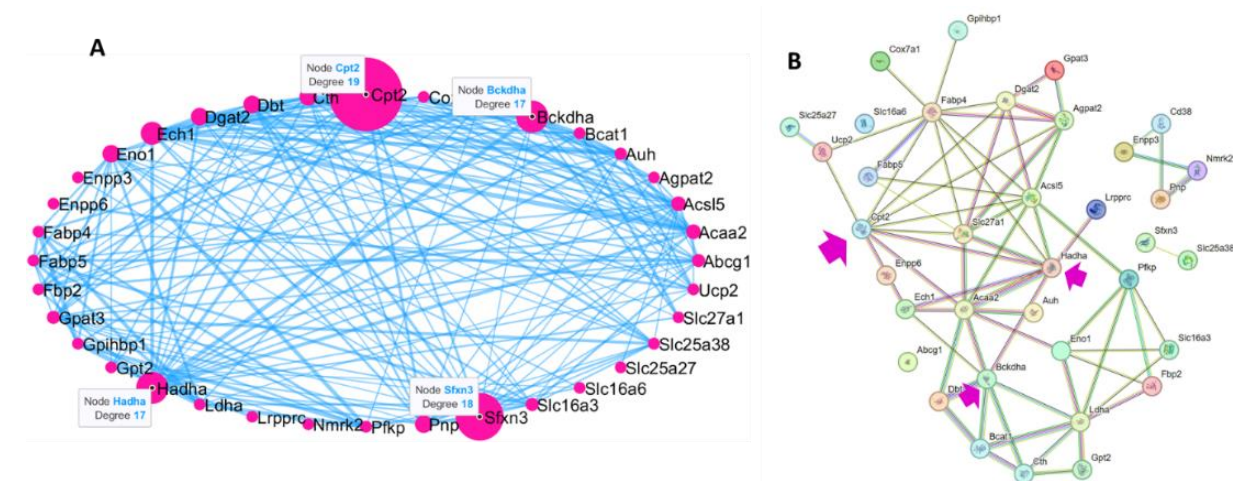 A
Node Cpt2
Degree 19
Cth
Cpt2
Co
Node Bckdha
Degree 17
Bckdha
Dbt
Dgat2
Ech1
Eno1
Enpp3
Enpp6
Fabp4
Fabp5
Fbp2
Gpat3
Gpihbp1
Gpt2
Hadha
Node Hadha
Degree 17
Ldha
Lrpprc
Nmrk2
Pfkp
Pnp
Node Sfxn3
Degree 18
Sfxn3
Slc16a3
Slc16a6
Slc25a27
Slc25a38
Slc27a1
Ucp2
Abcg1
Acaa2
Acsl5
Agpat2
Auh
Bcat1
B
Gpihbp1
Cox7a1
Gpat3
Dgat2
Fabp4
Agpat2
Slc25a27
Slc16a6
Cd38
Ucp2
Enpp3
Nmrk2
Fabp5
Pnp
Acsl5
Lrpprc
Cpt2
Slc27a1
Sfxn3
Slc25a38
Hadha
Enpp6
Pfkp
Ech1
Acaa2
Auh
Eno1
Slc16a3
Abcg1
Bckdha
Fbp2
Dbt
Ldha
Bcat1
Cth
Gpt2